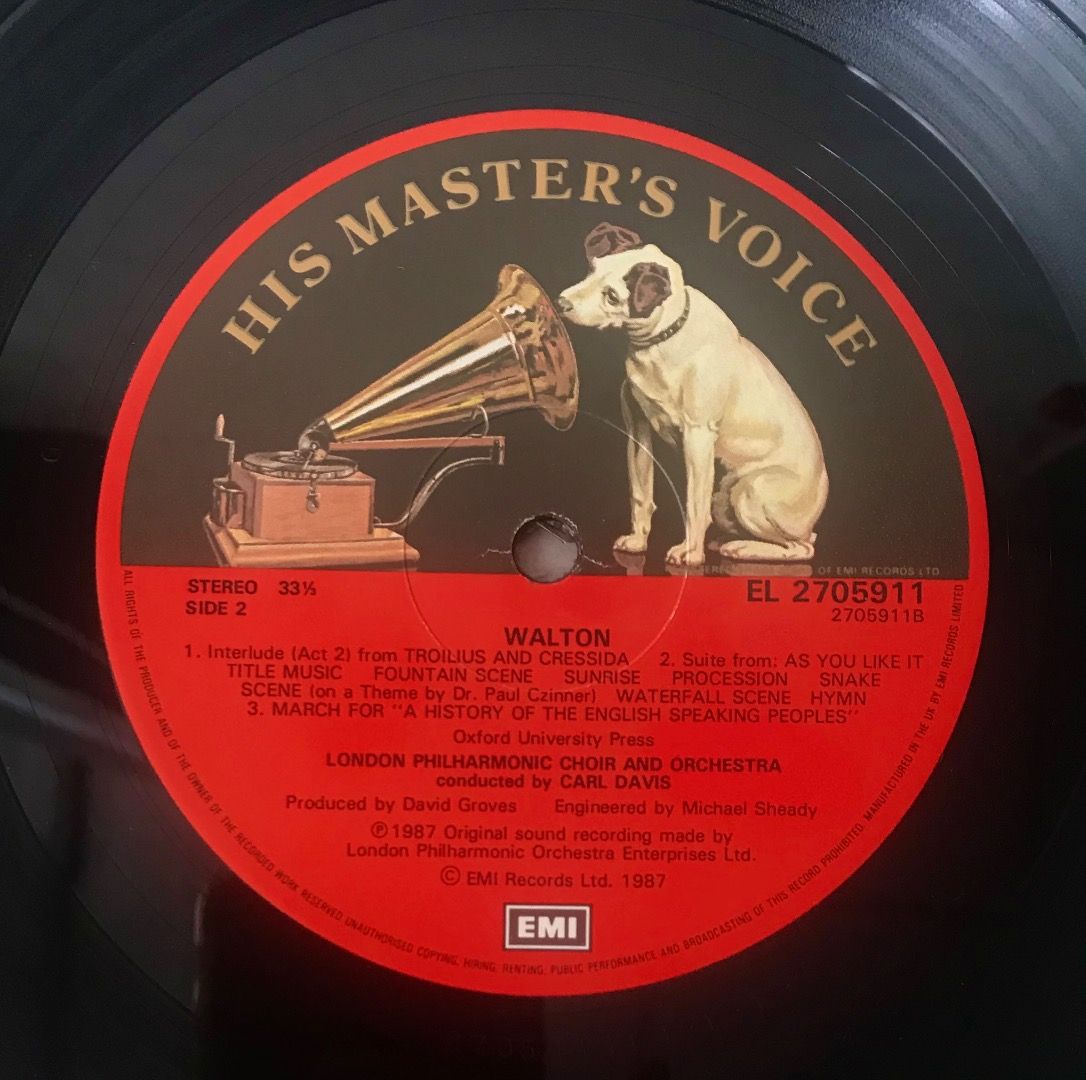 HIS MASTER'S VOICE
OF EMI RECORDS LTD
STEREO 33⅓
SIDE 2
EL 2705911
2705911B
WALTON
1. Interlude (Act 2) from TROILIUS AND CRESSIDA 2. Suite from: AS YOU LIKE IT
TITLE MUSIC FOUNTAIN SCENE SUNRISE PROCESSION SNAKE
SCENE (on a Theme by Dr. Paul Czinner) WATERFALL SCENE HYMN
3. MARCH FOR "A HISTORY OF THE ENGLISH SPEAKING PEOPLES"
Oxford University Press
LONDON PHILHARMONIC CHOIR AND ORCHESTRA
conducted by CARL DAVIS
Produced by David Groves Engineered by Michael Sheady
℗1987 Original sound recording made by
London Philharmonic Orchestra Enterprises Ltd.
© EMI Records Ltd. 1987
EMI
ALL RIGHTS OF THE PRODUCER AND OF THE OWNER OF THE RECORDED WORK RESERVED. UNAUTHORISED COPYING, HIRING, RENTING, PUBLIC PERFORMANCE AND BROADCASTING OF THIS RECORD PROHIBITED. MANUFACTURED IN THE UK BY EMI RECORDS LIMITED